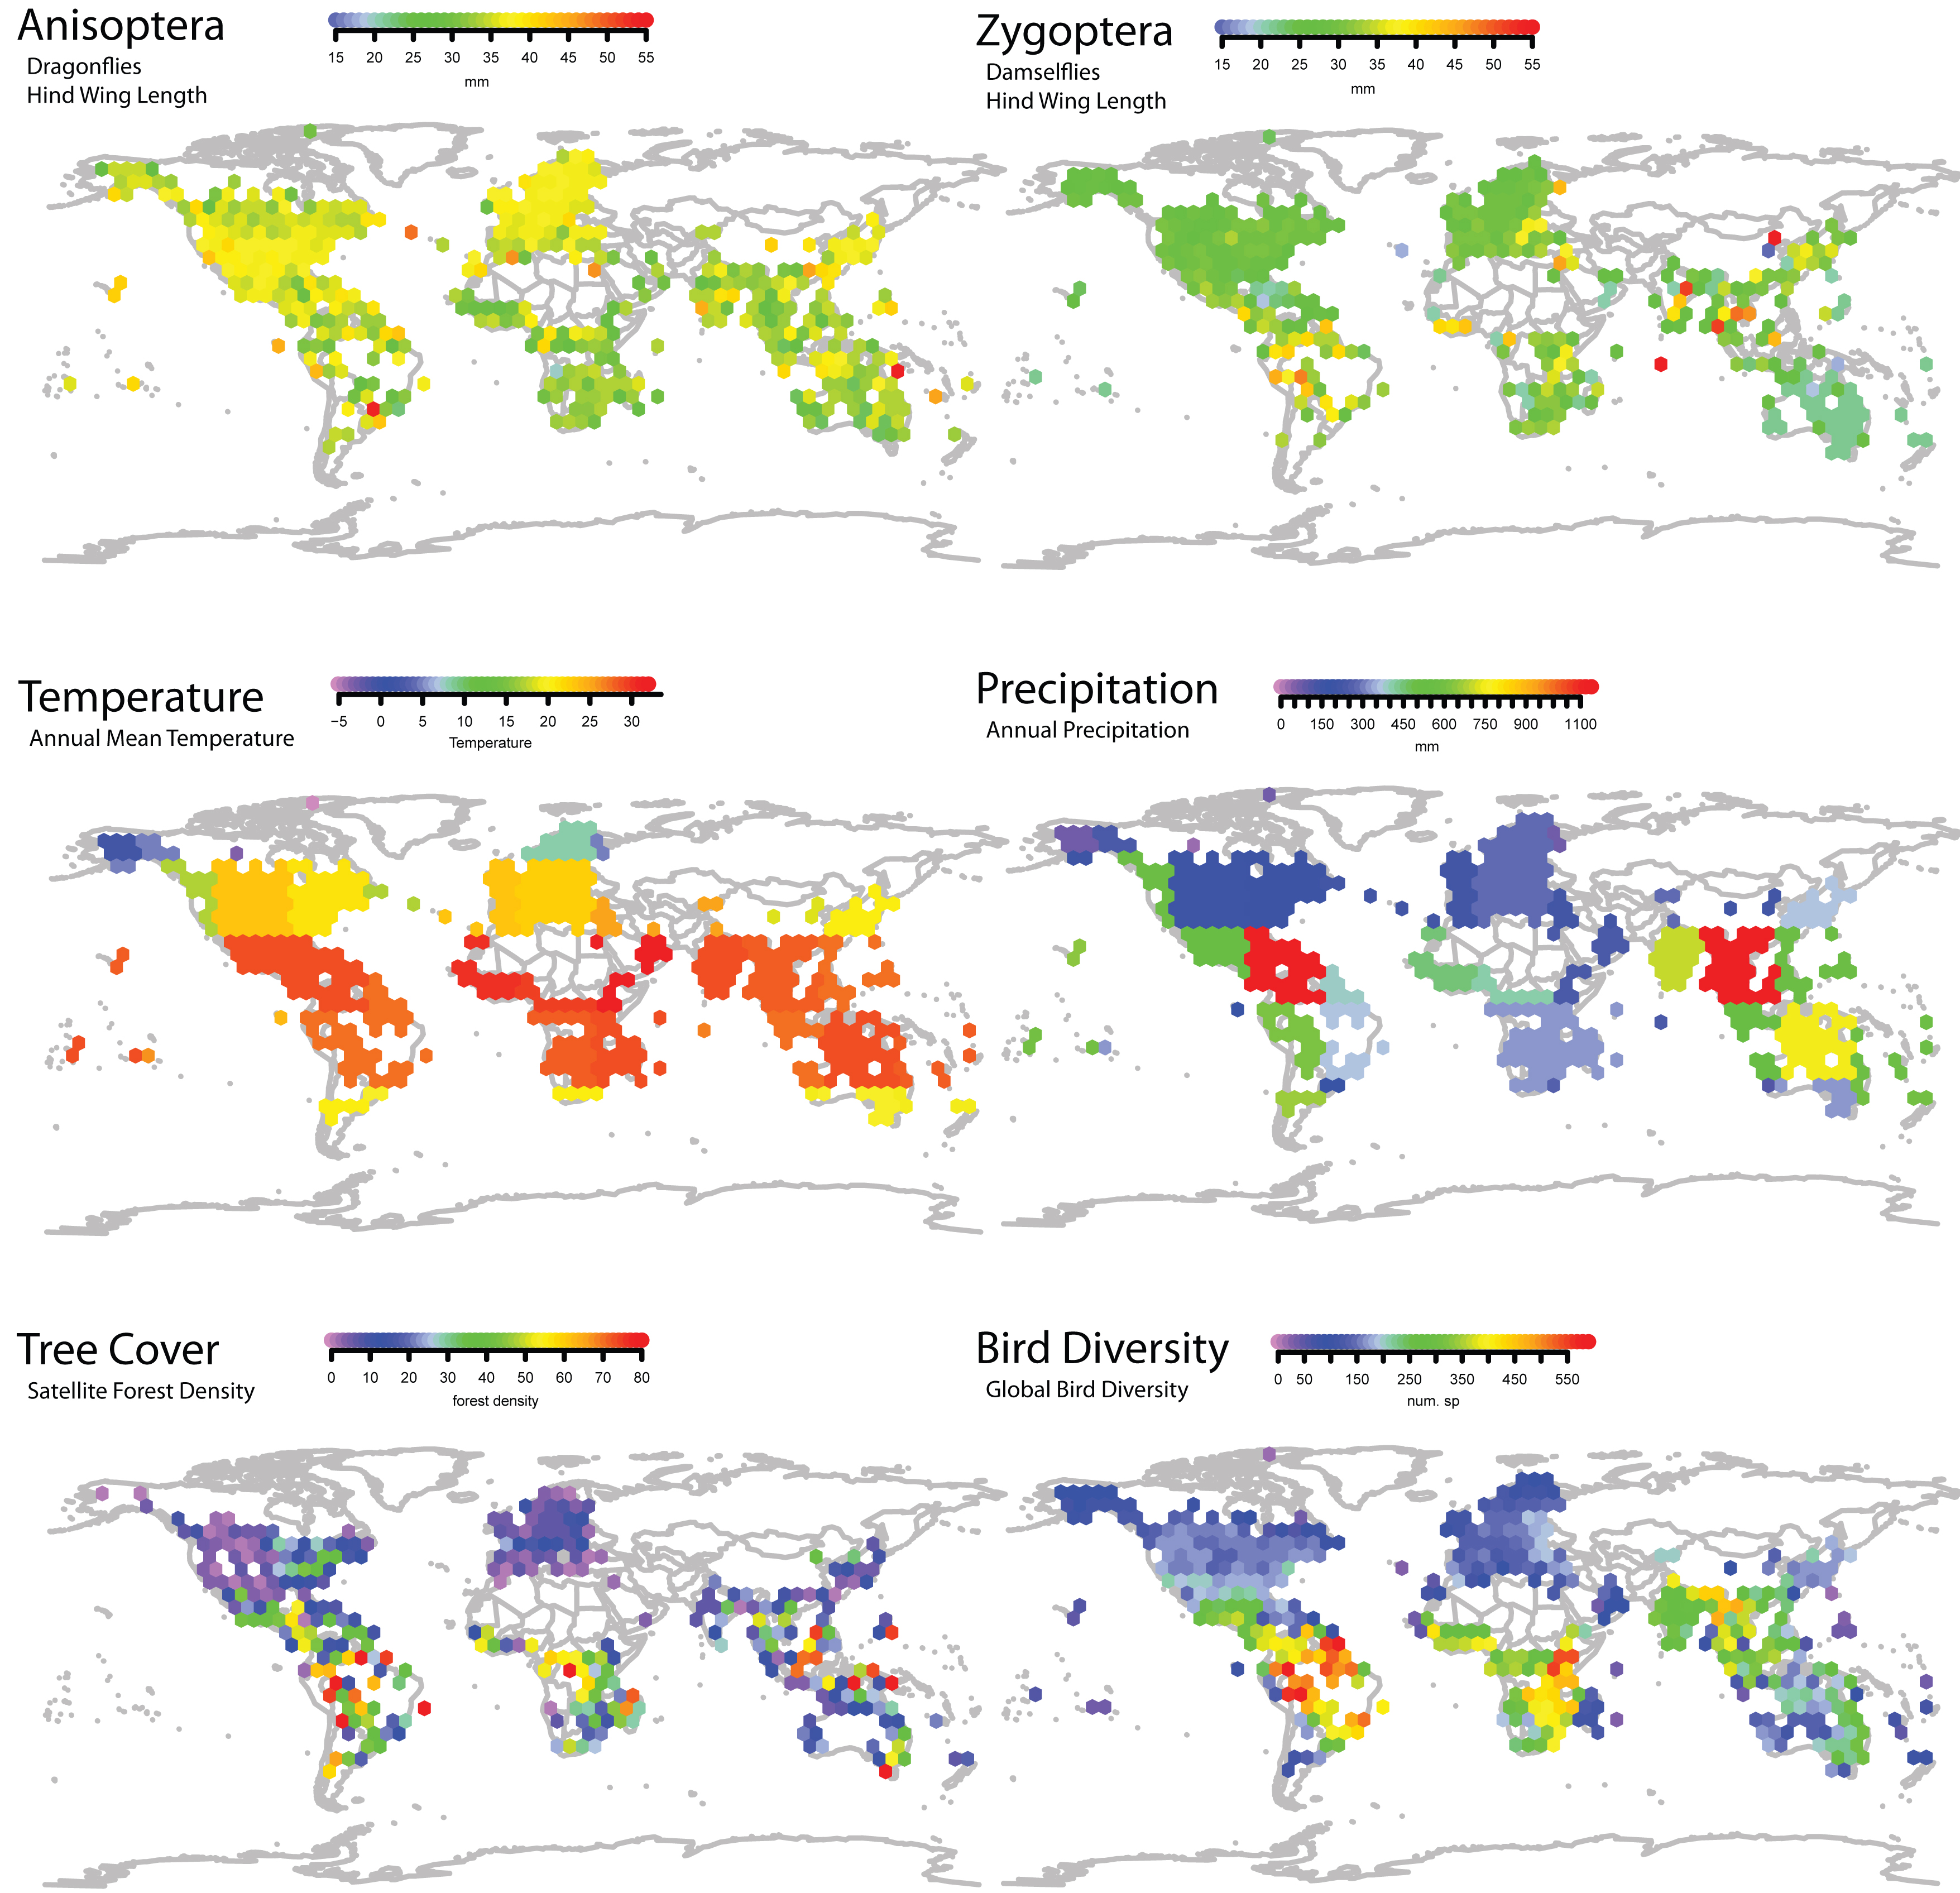 Anisoptera
Dragonflies
Hind Wing Length
15 20 25 30 35 40 45 50 55
mm
Zygoptera
Damselflies
Hind Wing Length
15 20 25 30 35 40 45 50 55
mm
Temperature
Annual Mean Temperature
−5 0 5 10 15 20 25 30
Temperature
Precipitation
Annual Precipitation
0 150 300 450 600 750 900 1100
mm
Tree Cover
Satellite Forest Density
0 10 20 30 40 50 60 70 80
forest density
Bird Diversity
Global Bird Diversity
0 50 150 250 350 450 550
num. sp